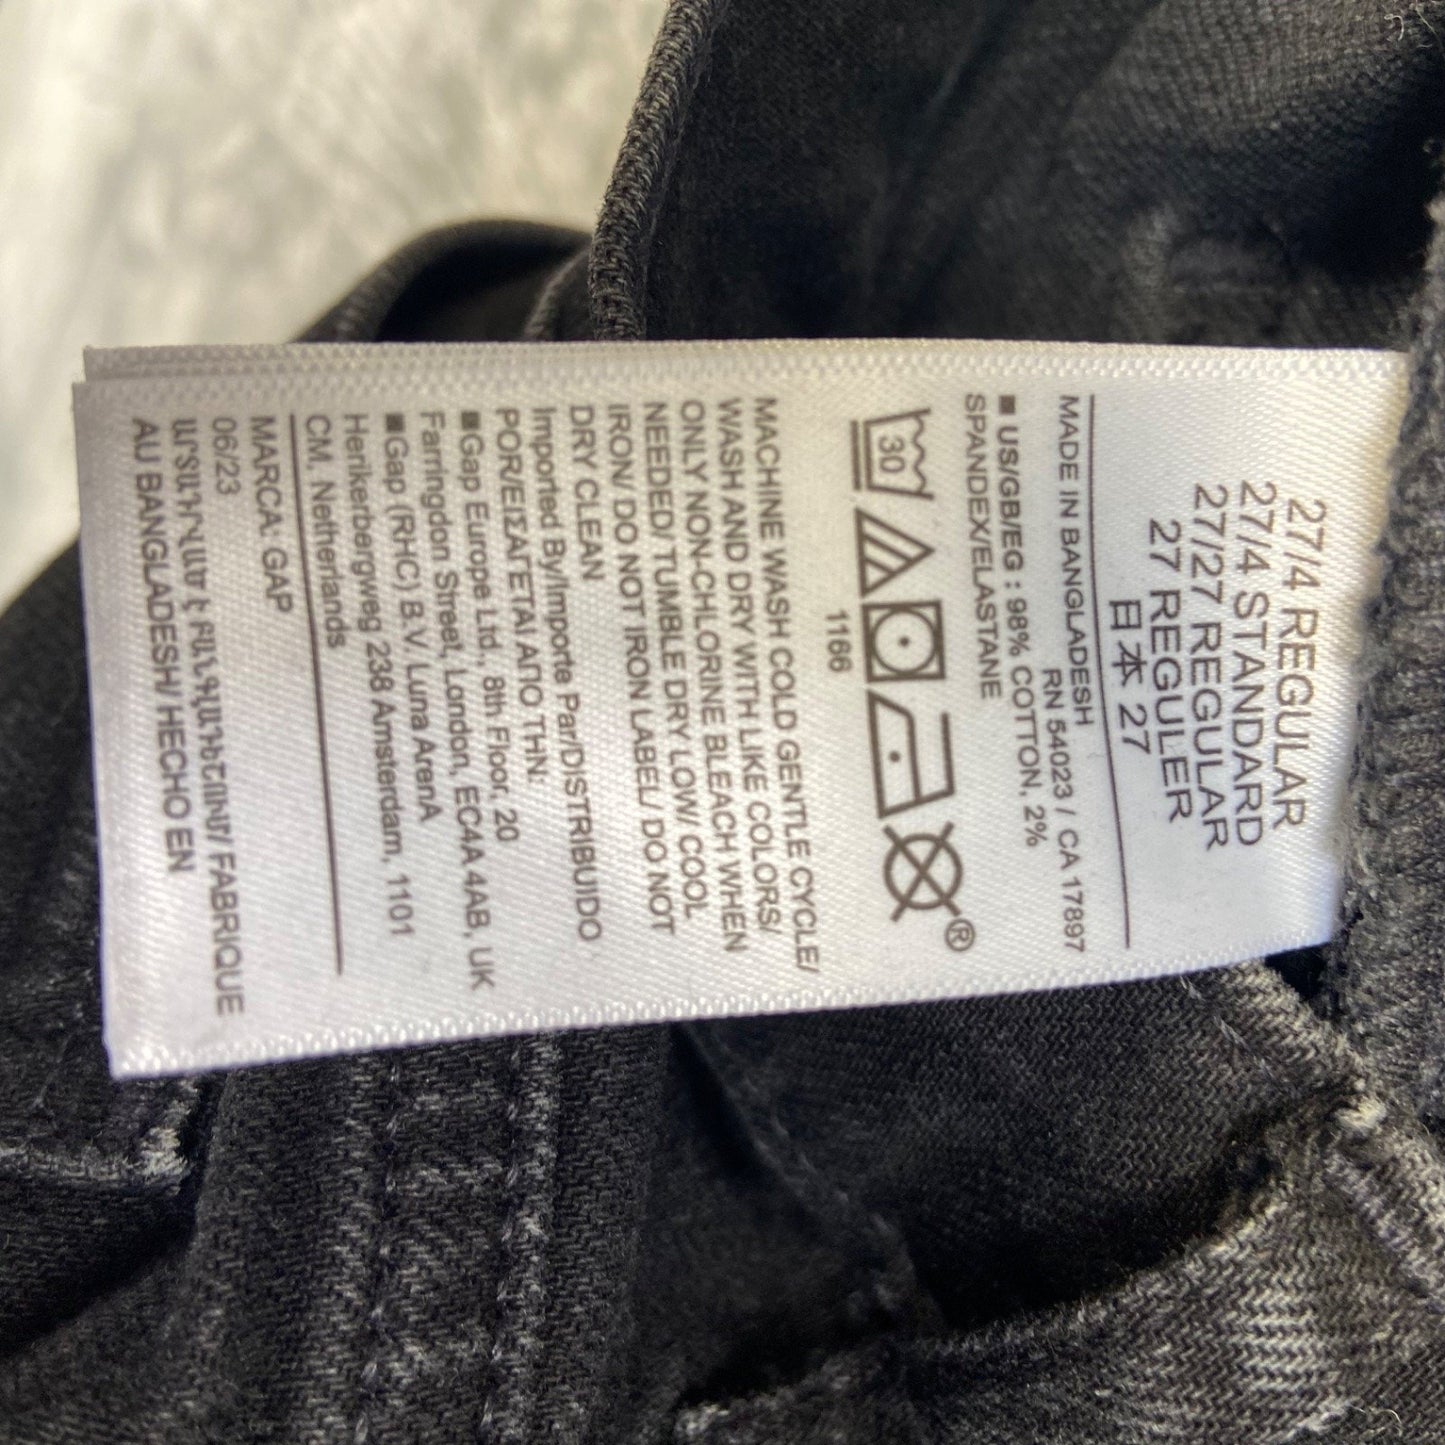 27/4 REGULAR
27/4 STANDARD
27/27 REGULAR
27 REGULER
日本 27
MADE IN BANGLADESH
RN 54023 / CA 17897
■ US/GB/EG : 98% COTTON, 2%
SPANDEX/ELASTANE
30
®
1166
MACHINE WASH COLD GENTLE CYCLE/
WASH AND DRY WITH LIKE COLORS/
ONLY NON-CHLORINE BLEACH WHEN
NEEDED/ TUMBLE DRY LOW/ COOL
IRON/ DO NOT IRON LABEL/ DO NOT
DRY CLEAN
Imported By/Importe Par/DISTRIBUIDO
POR/ΕΙΣΑΓΕΤΑΙ ΑΠΟ ΤΗΝ:
■Gap Europe Ltd., 8th Floor, 20
Farringdon Street, London, EC4A 4AB, UK
■Gap (RHC) B.V. Luna ArenA
Herikerbergweg 238 Amsterdam, 1101
CM, Netherlands
MARCA: GAP
06/23
ԱՐՏԱԴՐՎԱԾ Է ԲԱՆԳԼԱԴԵՇՈՒՄ/ FABRIQUE
AU BANGLADESH/ HECHO EN